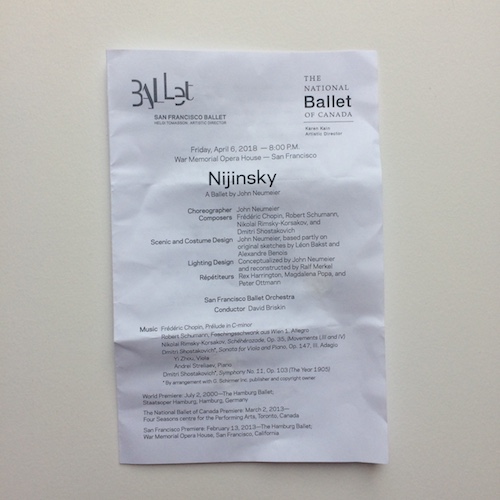 BALLet
SAN FRANCISCO BALLET
HELGI TOMASSON, ARTISTIC DIRECTOR
THE
NATIONAL
Ballet
OF CANADA
Karen Kain
Artistic Director
Friday, April 6, 2018 — 8:00 P.M.
War Memorial Opera House — San Francisco
Nijinsky
A Ballet by John Neumeier
Choreographer John Neumeier
Composers Frédéric Chopin, Robert Schumann,
Nikolai Rimsky-Korsakov, and
Dmitri Shostakovich
Scenic and Costume Design John Neumeier, based partly on
original sketches by Léon Bakst and
Alexandre Benois
Lighting Design Conceptualized by John Neumeier
and reconstructed by Ralf Merkel
Répétiteurs Rex Harrington, Magdalena Popa, and
Peter Ottmann
San Francisco Ballet Orchestra
Conductor David Briskin
Music Frédéric Chopin, Prélude in C minor
Robert Schumann, Faschingsschwank aus Wien 1. Allegro
Nikolai Rimsky-Korsakov, Schéhérazade, Op. 35, (Movements I,III and IV)
Dmitri Shostakovich*, Sonata for Viola and Piano, Op. 147, III. Adagio
Yi Zhou, Viola
Andrei Streliaev, Piano
Dmitri Shostakovich*, Symphony No. 11, Op. 103 (The Year 1905)
* By arrangement with G. Schirmer Inc. publisher and copyright owner
World Premiere: July 2, 2000—The Hamburg Ballet;
Staatsoper Hamburg, Hamburg, Germany
The National Ballet of Canada Premiere: March 2, 2013—
Four Seasons centre for the Performing Arts, Toronto, Canada
San Francisco Premiere: February 13, 2013—The Hamburg Ballet;
War Memorial Opera House, San Francisco, California